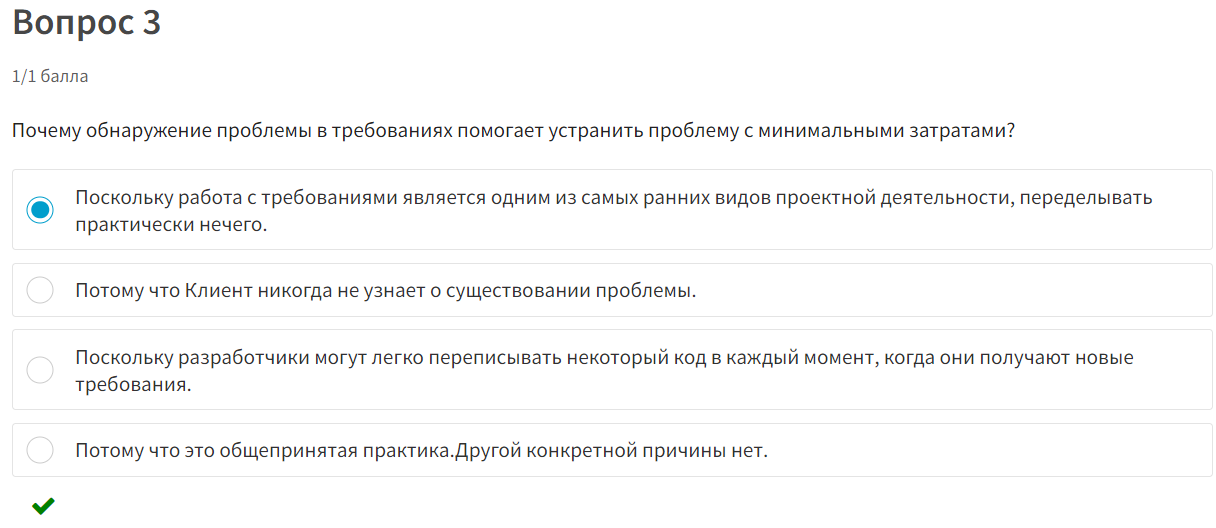 Вопрос 3
1/1 балла
Почему обнаружение проблемы в требованиях помогает устранить проблему с минимальными затратами?
Поскольку работа с требованиями является одним из самых ранних видов проектной деятельности, переделывать
практически нечего.
Потому что Клиент никогда не узнает о существовании проблемы.
Поскольку разработчики могут легко переписывать некоторый код в каждый момент, когда они получают новые
требования.
Потому что это общепринятая практика.Другой конкретной причины нет.